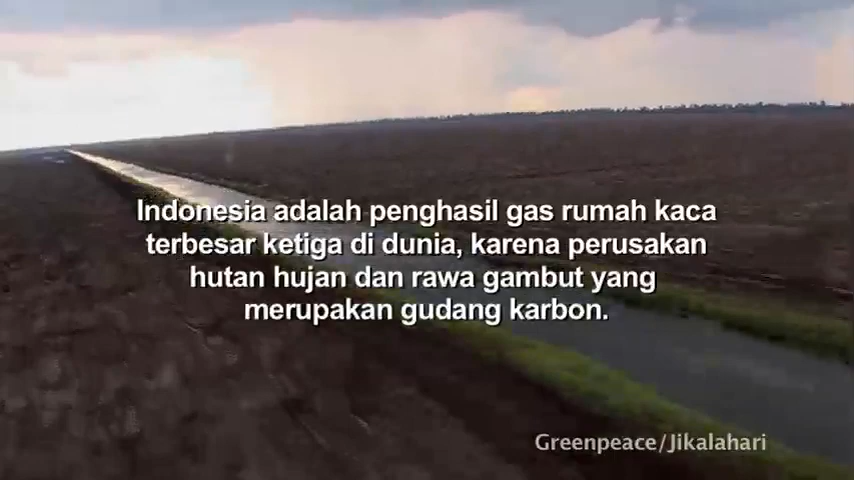 Indonesia adalah penghasil gas rumah kaca
terbesar ketiga di dunia, karena perusakan
hutan hujan dan rawa gambut yang
merupakan gudang karbon.
Greenpeace/Jikalahari